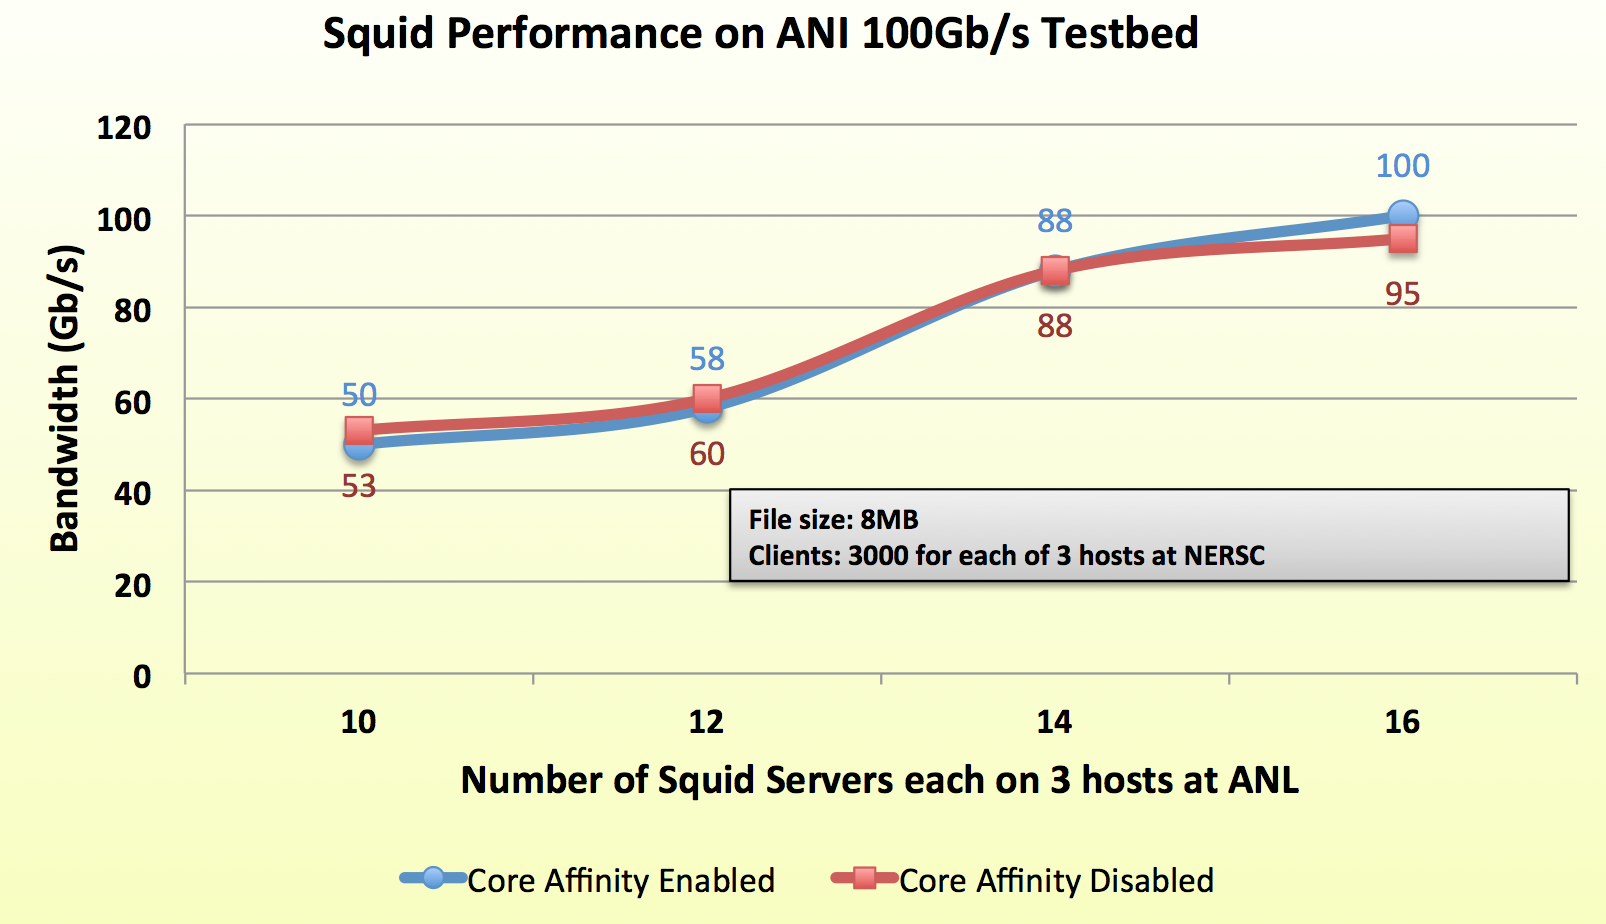 Squid Performance on ANI 100Gb/s Testbed
120
100
80
60
40
20
0
Bandwidth (Gb/s)
50
58
88
100
53
60
88
95
File size: 8MB
Clients: 3000 for each of 3 hosts at NERSC
10 12 14 16
Number of Squid Servers each on 3 hosts at ANL
Core Affinity Enabled Core Affinity Disabled